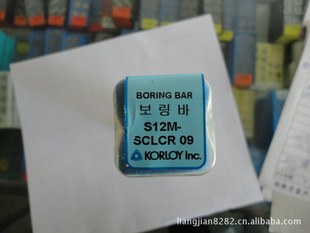 BORING BAR
보링바
S12M-
SCLCR 09
KORLOY Inc.
liangjian8282.cn.alibaba.com